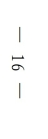 — 16 —